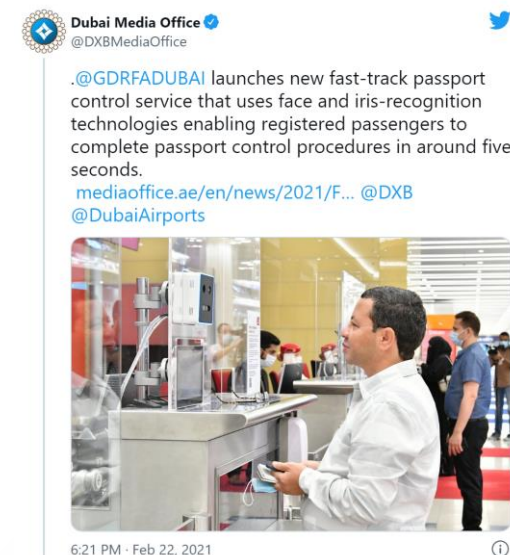 Dubai Media Office
@DXBMediaOffice
.@GDRFADUBAI launches new fast-track passport
control service that uses face and iris-recognition
technologies enabling registered passengers to
complete passport control procedures in around five
seconds.
mediaoffice.ae/en/news/2021/F... @DXB
@DubaiAirports
6:21 PM · Feb 22, 2021